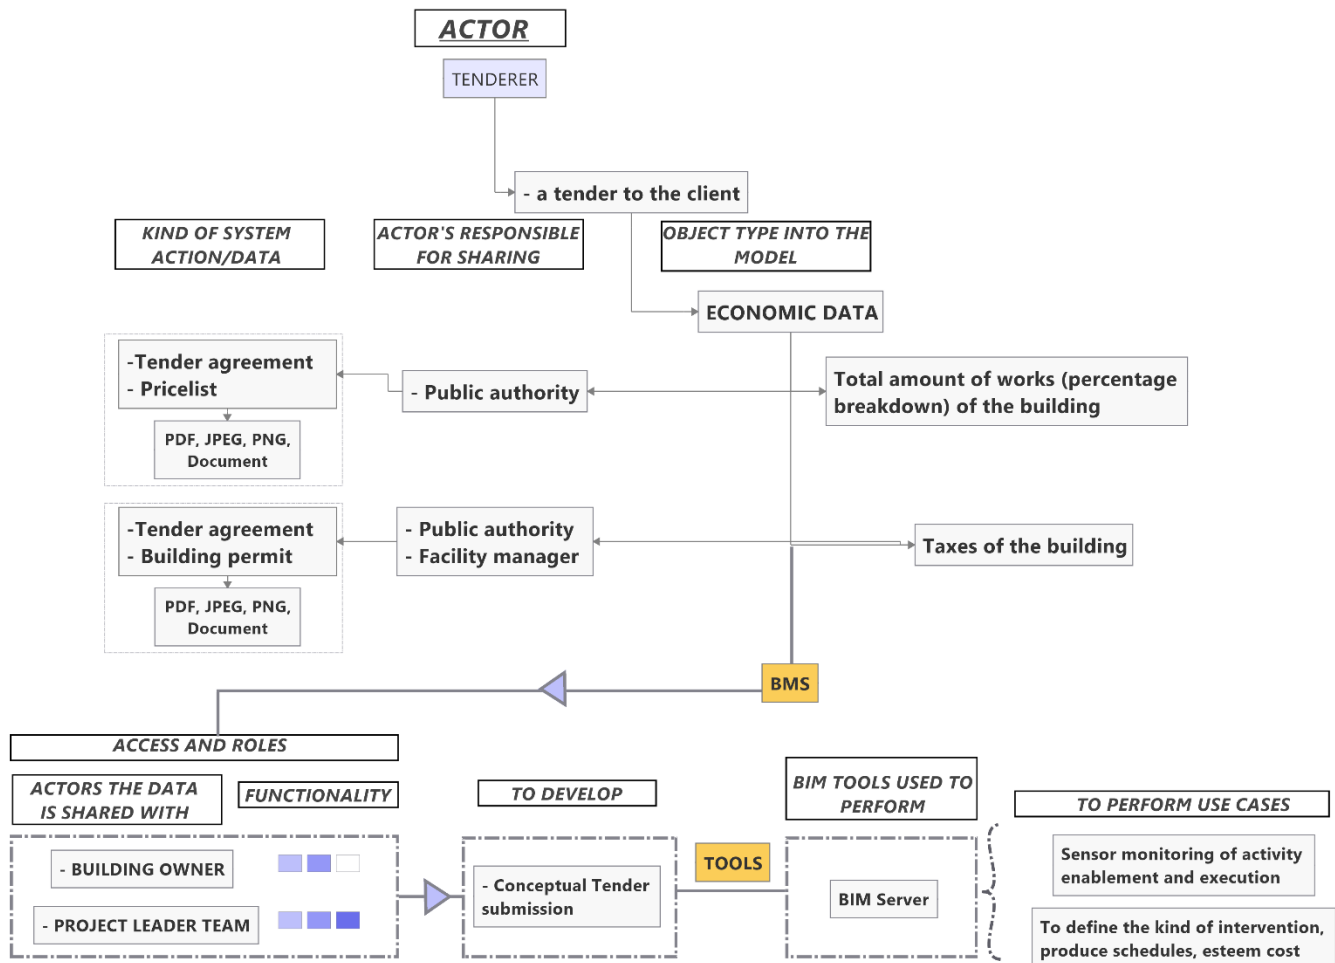 ACTOR
TENDERER
- a tender to the client
KIND OF SYSTEM
ACTION/DATA
ACTOR'S RESPONSIBLE
FOR SHARING
OBJECT TYPE INTO THE
MODEL
ECONOMIC DATA
-Tender agreement
- Pricelist
PDF, JPEG, PNG,
Document
- Public authority
Total amount of works (percentage
breakdown) of the building
-Tender agreement
- Building permit
PDF, JPEG, PNG,
Document
- Public authority
- Facility manager
Taxes of the building
BMS
ACCESS AND ROLES
ACTORS THE DATA
IS SHARED WITH
FUNCTIONALITY
TO DEVELOP
BIM TOOLS USED TO
PERFORM
TO PERFORM USE CASES
- BUILDING OWNER
- PROJECT LEADER TEAM
- Conceptual Tender
submission
TOOLS
BIM Server
Sensor monitoring of activity
enablement and execution
To define the kind of intervention,
produce schedules, esteem cost